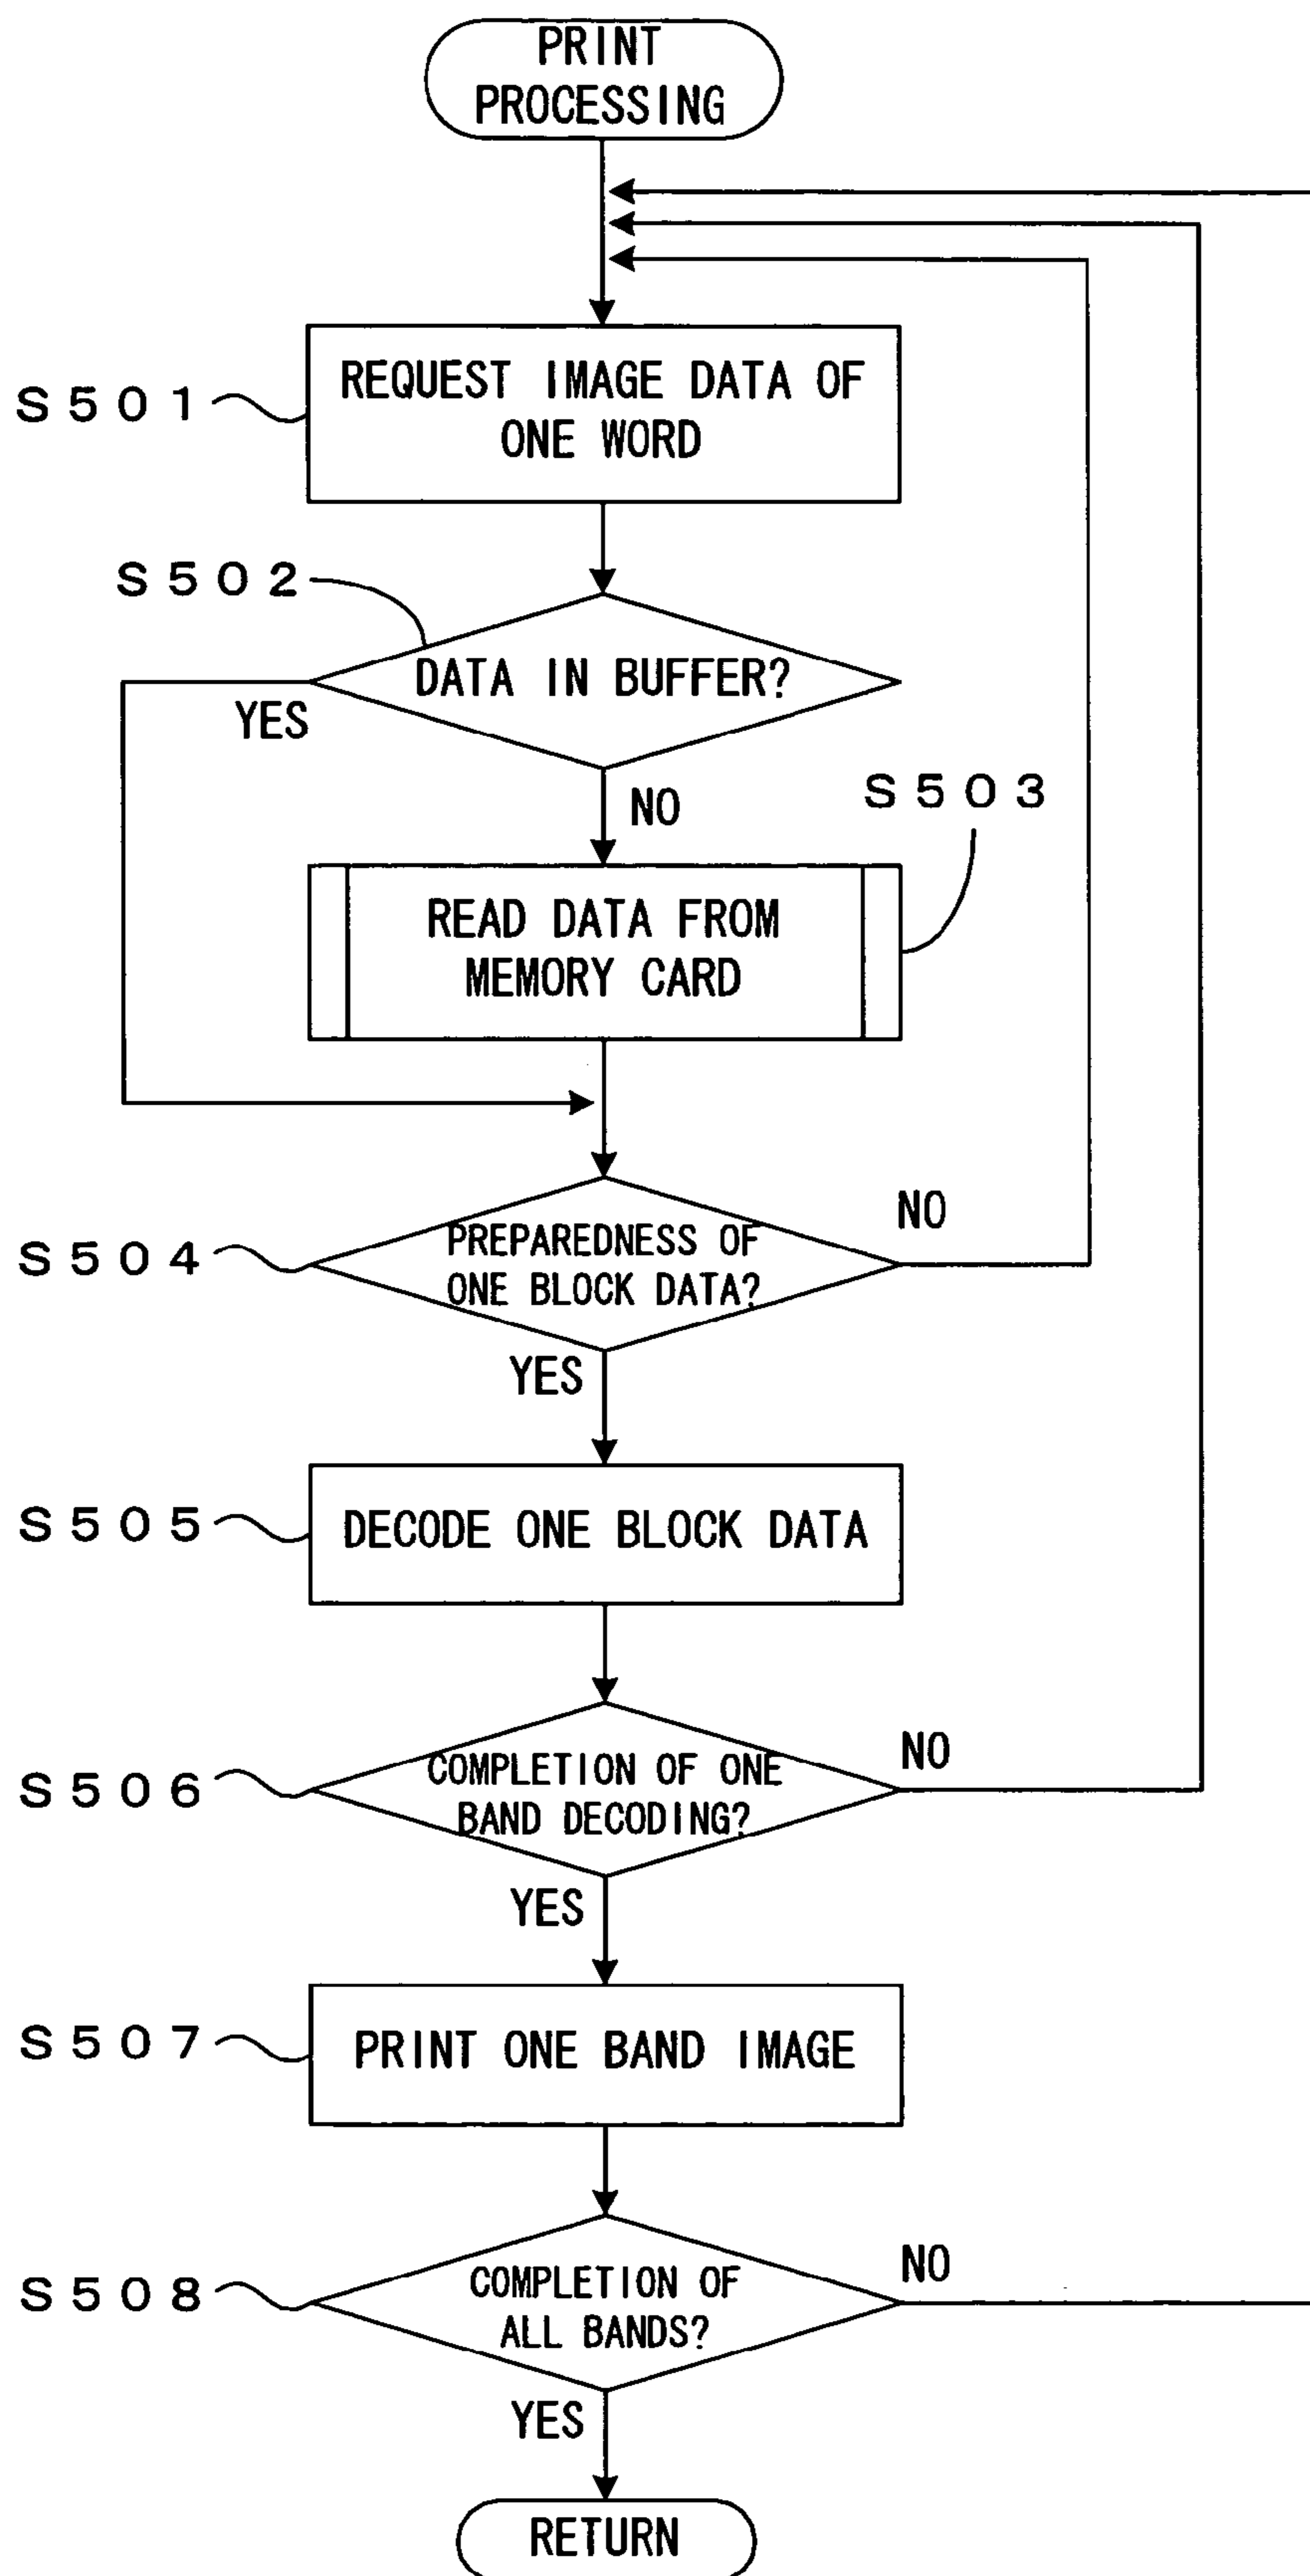 PRINT
PROCESSING
S501
REQUEST IMAGE DATA OF
ONE WORD
S502
DATA IN BUFFER?
YES
NO
S503
READ DATA FROM
MEMORY CARD
S504
PREPAREDNESS OF
ONE BLOCK DATA?
NO
YES
S505
DECODE ONE BLOCK DATA
S506
COMPLETION OF ONE
BAND DECODING?
NO
YES
S507
PRINT ONE BAND IMAGE
S508
COMPLETION OF
ALL BANDS?
NO
YES
RETURN